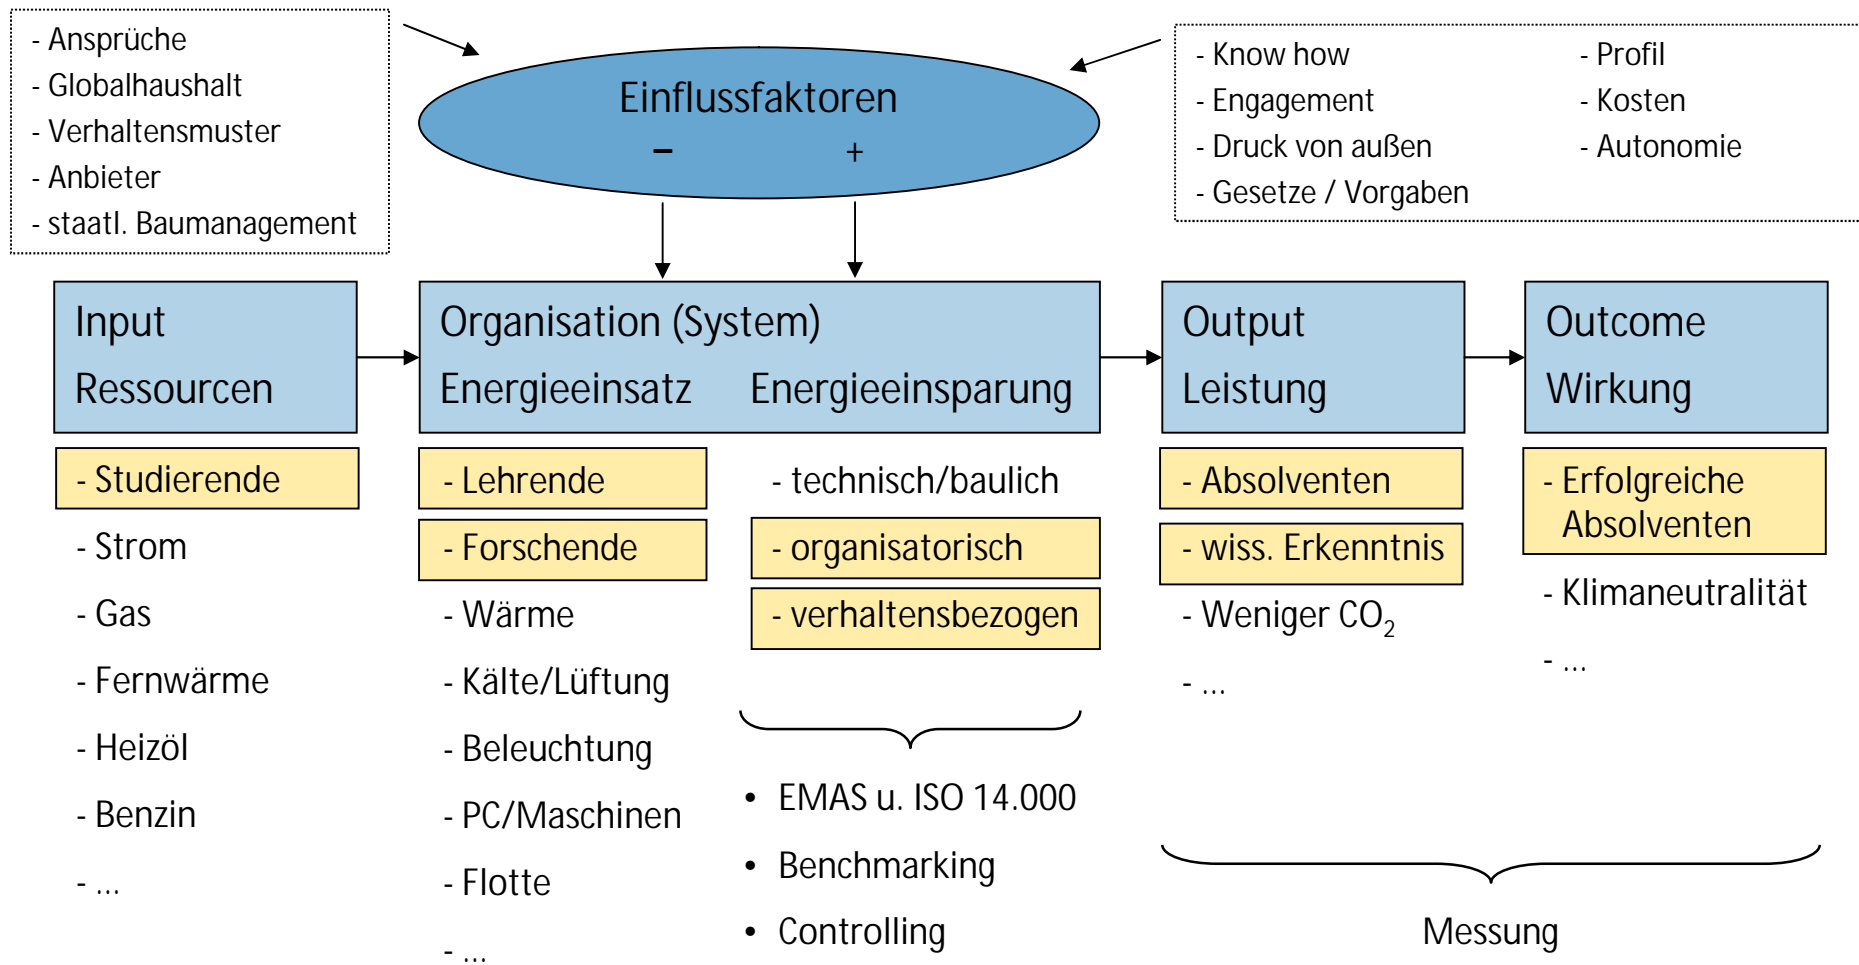 - Ansprüche
- Globalhaushalt
- Verhaltensmuster
- Anbieter
- staatl. Baumanagement
Einflussfaktoren
– +
- Know how
- Engagement
- Druck von außen
- Gesetze / Vorgaben
- Profil
- Kosten
- Autonomie
Input
Ressourcen
- Studierende
- Strom
- Gas
- Fernwärme
- Heizöl
- Benzin
- ...
Organisation (System)
Energieeinsatz Energieeinsparung
- Lehrende
- Forschende
- Wärme
- Kälte/Lüftung
- Beleuchtung
- PC/Maschinen
- Flotte
- ...
- technisch/baulich
- organisatorisch
- verhaltensbezogen
• EMAS u. ISO 14.000
• Benchmarking
• Controlling
Output
Leistung
- Absolventen
- wiss. Erkenntnis
- Weniger CO₂
- ...
Outcome
Wirkung
- Erfolgreiche
Absolventen
- Klimaneutralität
- ...
Messung